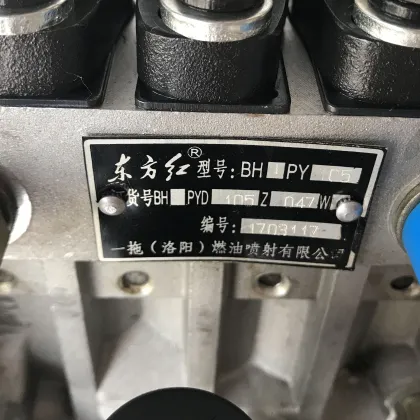 东方红® 型号:BH PY C5
货号BH PYD 105 Z 047 W
编号: 1703117
一拖(洛阳)燃油喷射有限公司